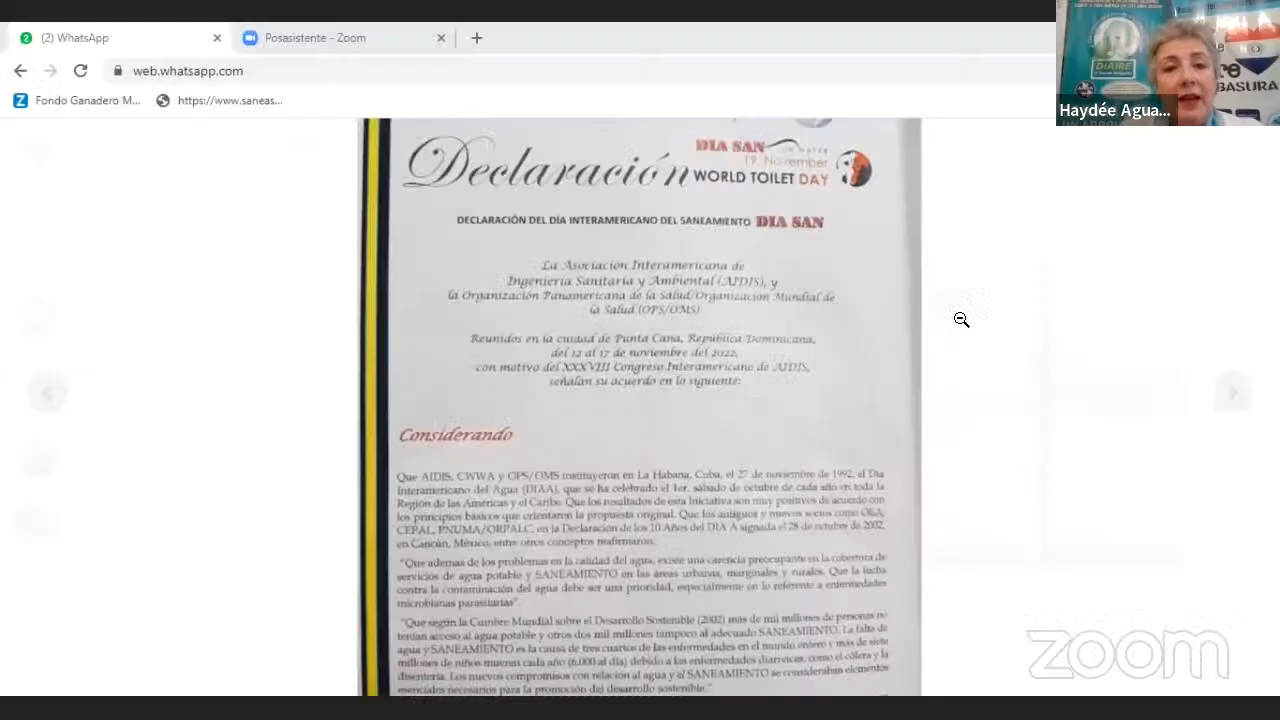 (2) WhatsApp
Posasistente - Zoom
web.whatsapp.com
Fondo Ganadero M...
https://www.saneas...
DIAIRE
BASURA
Haydée Agua...
Declaración
DIA SAN
19 November
WORLD TOILET DAY
DECLARACIÓN DEL DÍA INTERAMERICANO DEL SANEAMIENTO DIA SAN
La Asociación Interamericana de
Ingeniería Sanitaria y Ambiental (AIDIS), y
la Organización Panamericana de la Salud/Organización Mundial de
la Salud (OPS/OMS)
Reunidos en la cuidad de Punta Cana, República Dominicana,
del 12 al 17 de noviembre del 2022,
con motivo del XXXVIII Congreso Interamericano de AIDIS,
señalan su acuerdo en lo siguiente:
Considerando
Que AIDIS, CWWA y OPS/OMS instituyeron en La Habana, Cuba, el 27 de noviembre de 1992, el Día
Interamericano del Agua (DIAA), que se ha celebrado el 1er. sábado de octubre de cada año en toda la
Región de las Américas y el Caribe. Que los resultados de esta Iniciativa son muy positivos de acuerdo con
los principios básicos que orientaron la propuesta original. Que los antiguos y nuevos socios como OEA,
CEPAL, PNUMA/ORPALC, en la Declaración de los 10 Años del DIA A signada el 28 de octubre de 2002,
en Cancún, México, entre otros conceptos reafirmaron:
"Que ademas de los problemas en la calidad del agua, existe una carencia preocupante en la cobertura de
servicios de agua potable y SANEAMIENTO en las áreas urbanas, marginales y rurales. Que la lucha
contra la contaminación del agua debe ser una prioridad, especialmente en lo referente a enfermedades
microbianas parasitarias".
"Que según la Cumbre Mundial sobre el Desarrollo Sostenible (2002) más de mil millones de personas no
tenían acceso al agua potable y otros dos mil millones tampoco al adecuado SANEAMIENTO. La falta de
agua y SANEAMIENTO es la causa de tres cuartos de las enfermedades en el mundo entero y más de siete
millones de niños mueren cada año (6.000 al día) debido a las enfermedades diarreicas, como el cólera y la
disentería. Los nuevos compromisos con relación al agua y el SANEAMIENTO se consideraban elementos
esenciales necesarios para la promoción del desarrollo sostenible."
zoom